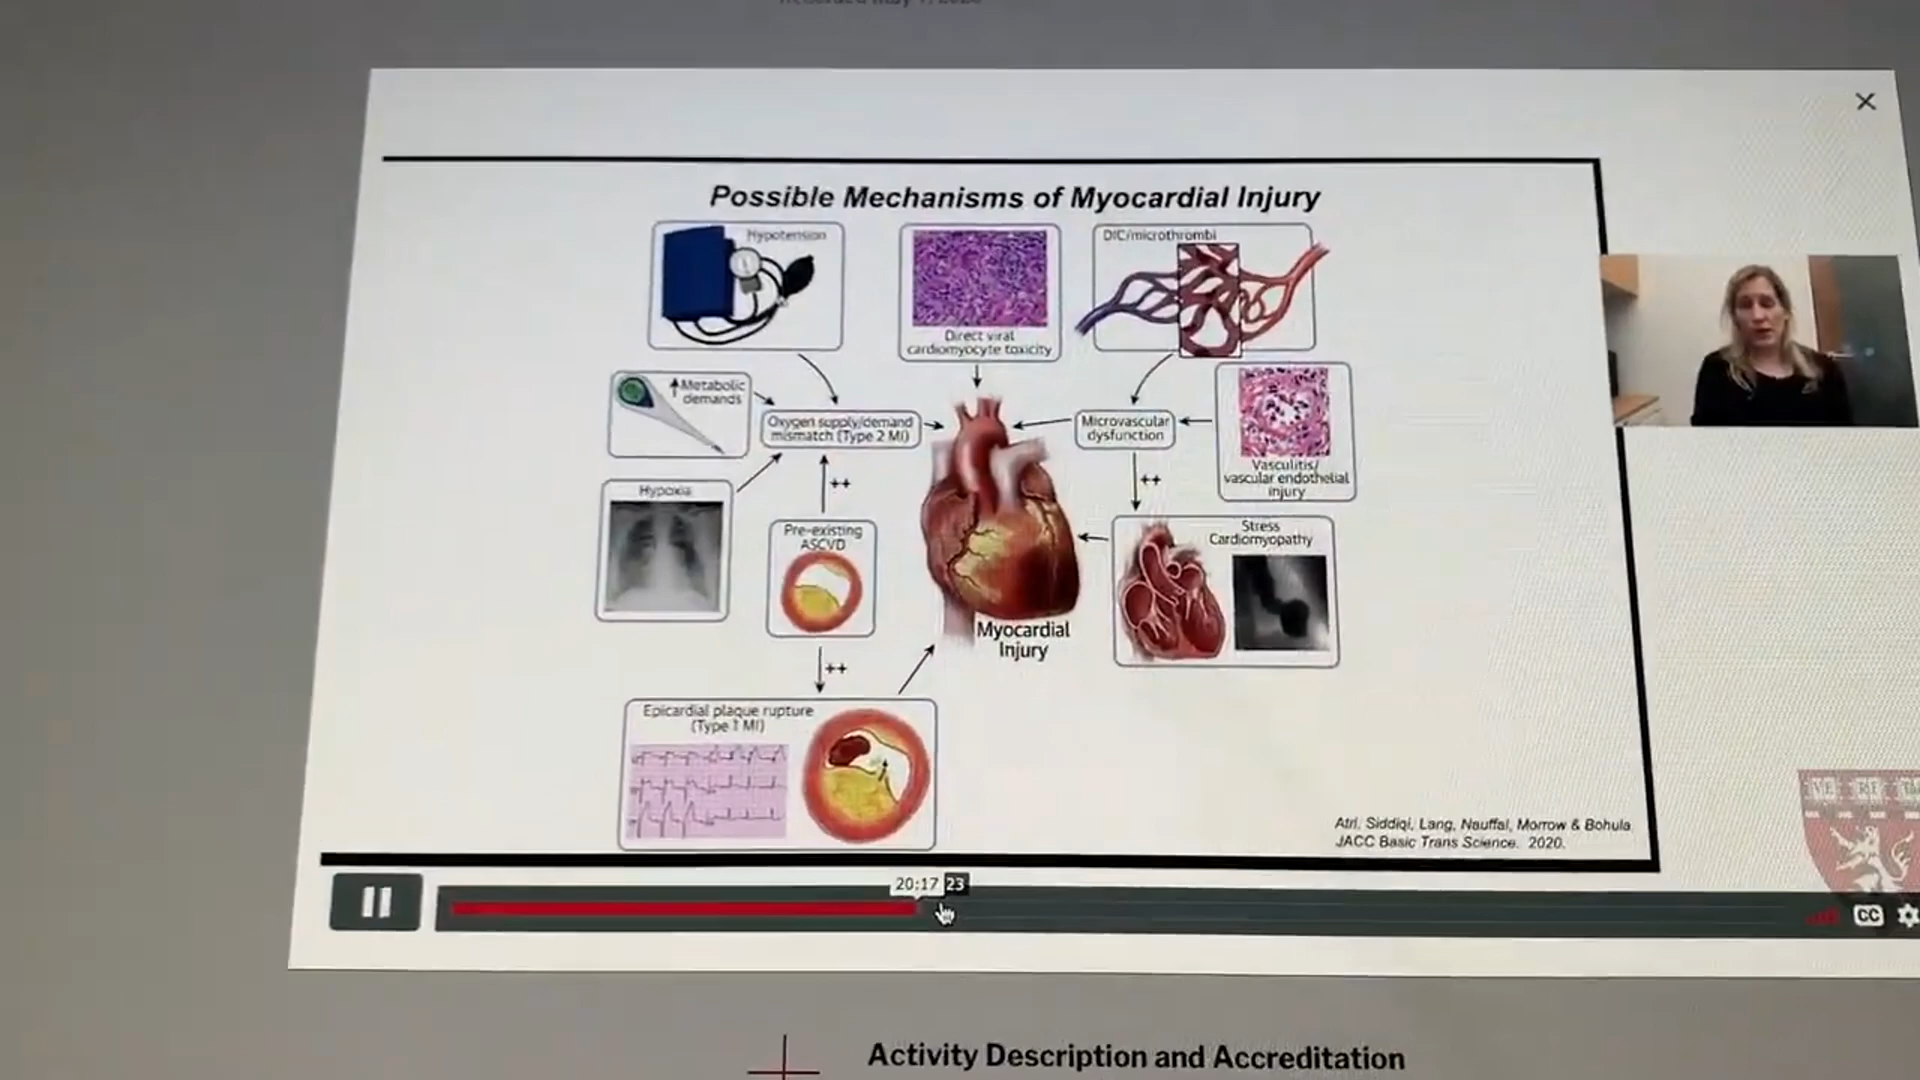 Possible Mechanisms of Myocardial Injury
Hypotension
Direct viral
cardiomyocyte toxicity
DIC/microthrombi
↑Metabolic
demands
Oxygen supply/demand
mismatch (Type 2 MI)
Microvascular
dysfunction
Vasculitis/
vascular endothelial
injury
Hypoxia
++
++
Pre-existing
ASCVD
Stress
Cardiomyopathy
Myocardial
Injury
++
Epicardial plaque rupture
(Type 1 MI)
Atri, Siddiqi, Lang, Nauffal, Morrow & Bohula
JACC Basic Trans Science. 2020.
20:17
23
CC
VE
RI
Activity Description and Accreditation